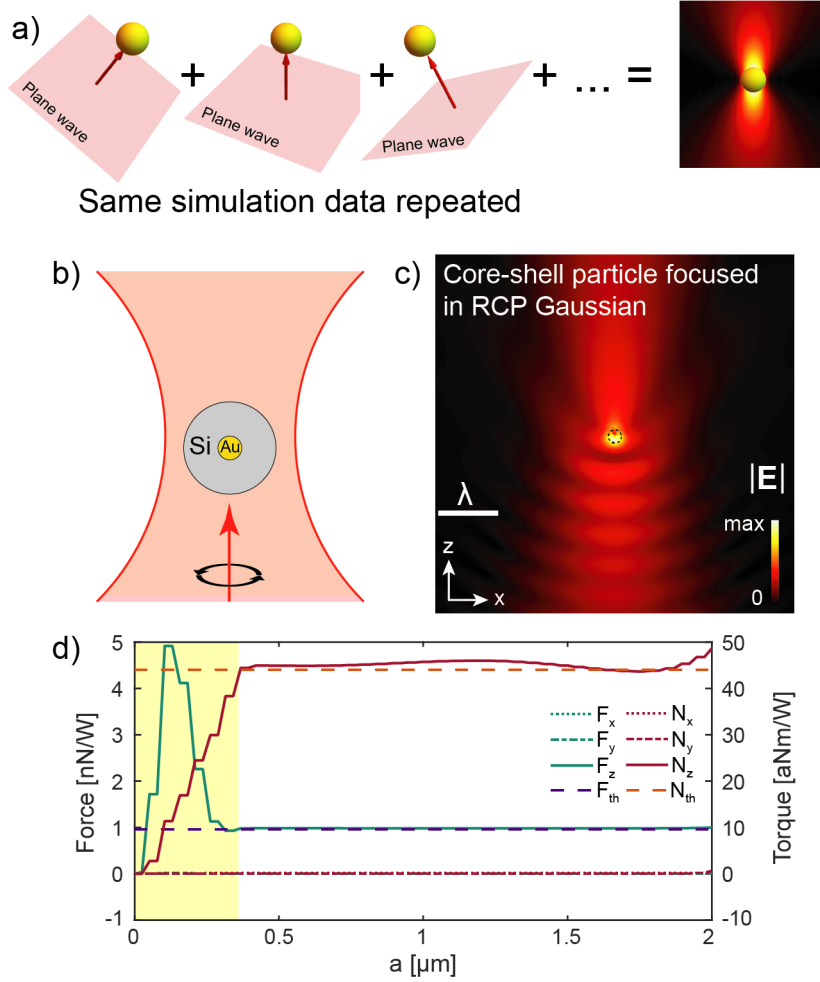 a)
Plane wave
+
Plane wave
+
Plane wave
+ ... =
Same simulation data repeated
b)
Si
Au
c)
Core-shell particle focused
in RCP Gaussian
λ
|E|
max
0
z
x
d)
Force [nN/W]
5
4
3
2
1
0
-1
Torque [aNm/W]
50
40
30
20
10
0
-10
F_x
F_y
F_z
F_th
N_x
N_y
N_z
N_th
0
0.5
1
1.5
2
a [µm]